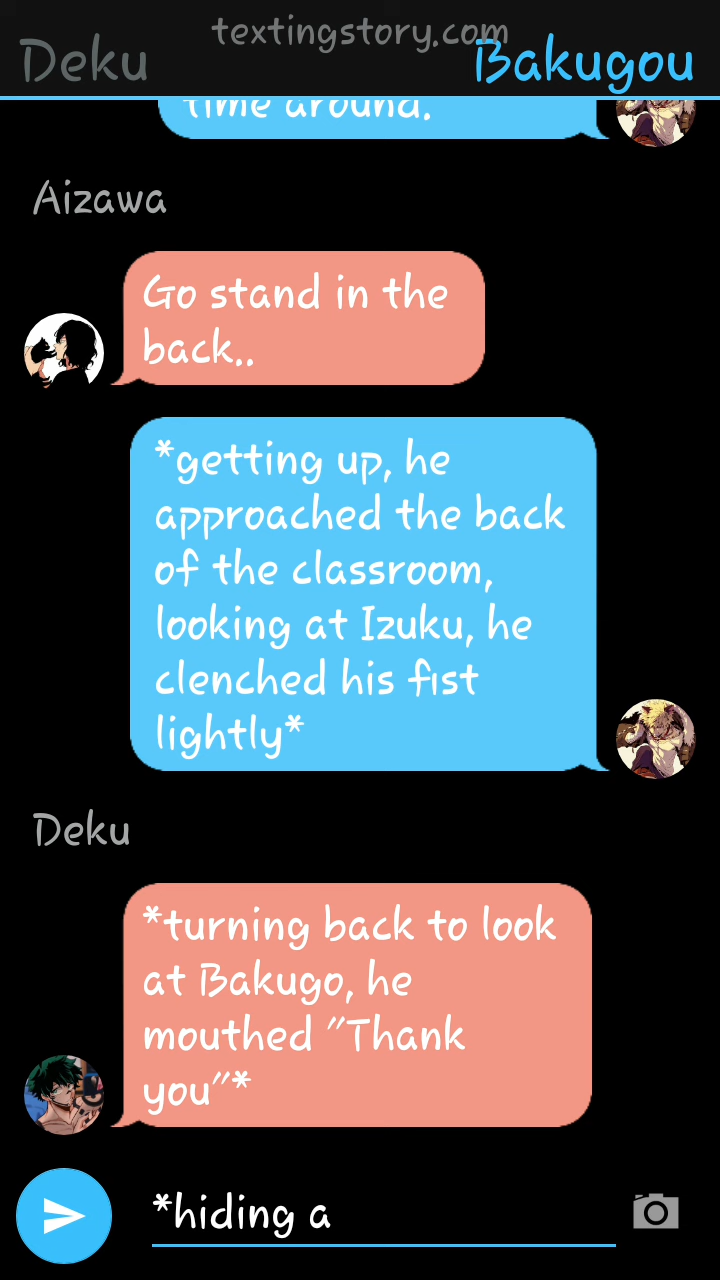 textingstory.com
Deku
Bakugou
time around.
Aizawa
Go stand in the
back..
*getting up, he
approached the back
of the classroom,
looking at Izuku, he
clenched his fist
lightly*
Deku
*turning back to look
at Bakugo, he
mouthed "Thank
you"*
*hiding a